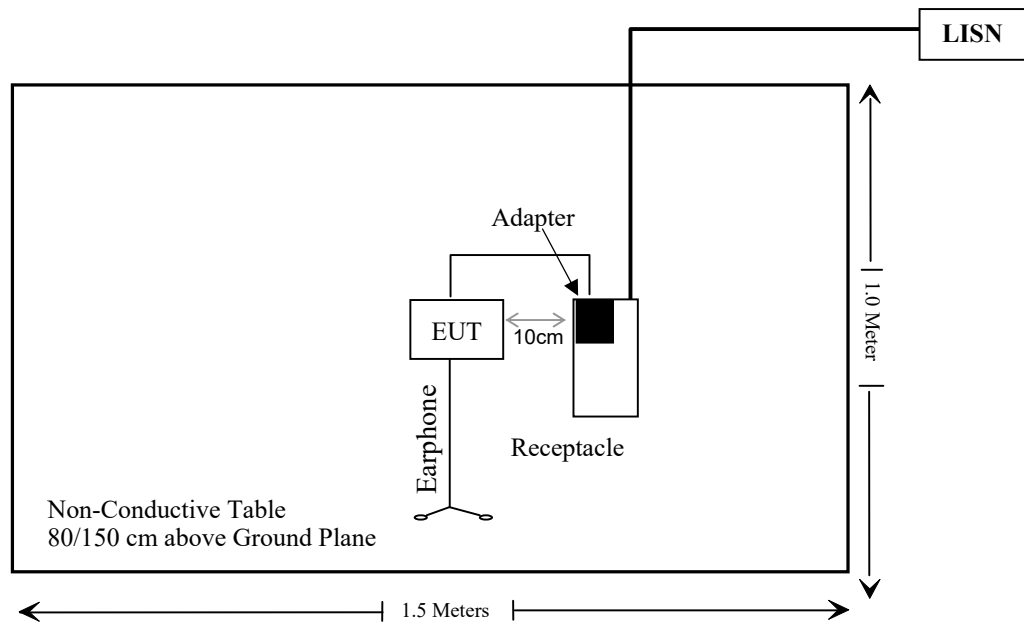 LISN
Adapter
EUT
10cm
1.0 Meter
Earphone
Receptacle
Non-Conductive Table
80/150 cm above Ground Plane
1.5 Meters